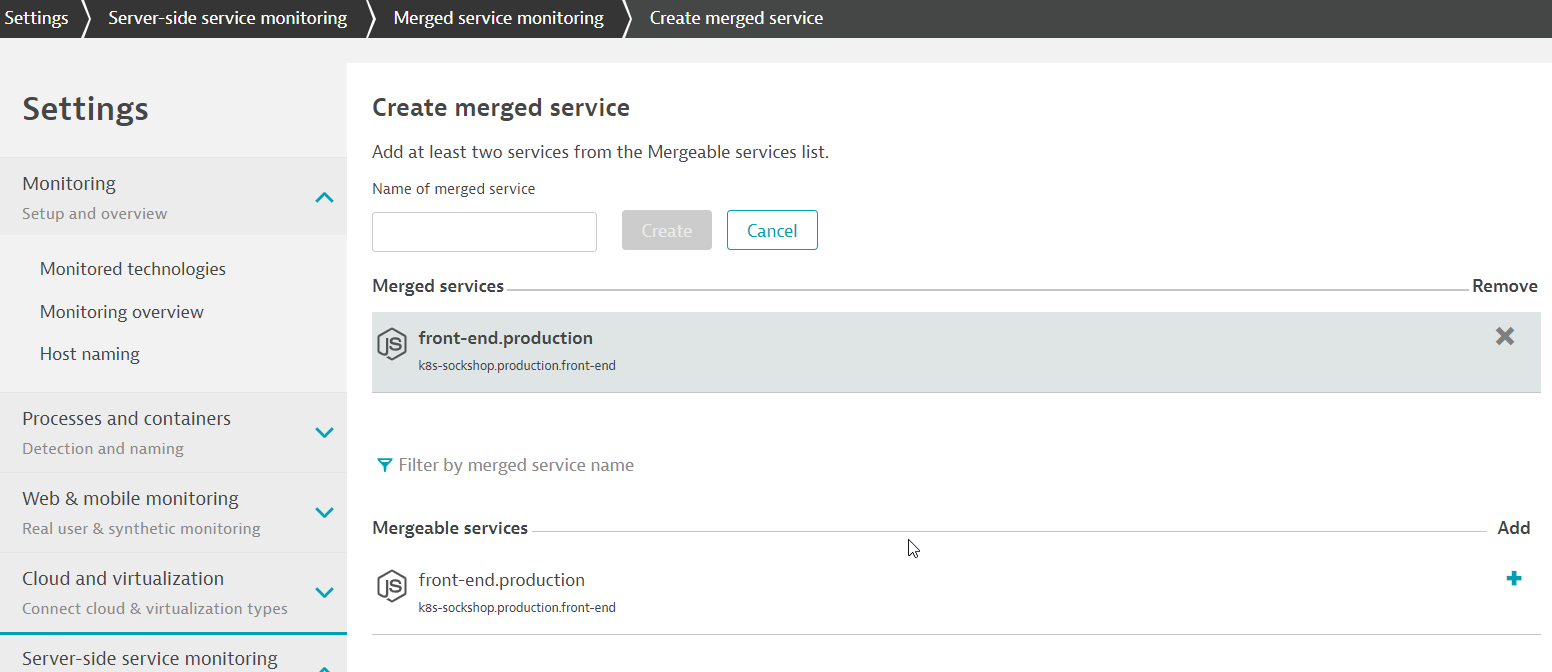 Settings
Server-side service monitoring
Merged service monitoring
Create merged service
Settings
Monitoring
Setup and overview
Monitored technologies
Monitoring overview
Host naming
Processes and containers
Detection and naming
Web & mobile monitoring
Real user & synthetic monitoring
Cloud and virtualization
Connect cloud & virtualization types
Server-side service monitoring
Create merged service
Add at least two services from the Mergeable services list.
Name of merged service
Create
Cancel
Merged services
Remove
JS
front-end.production
k8s-sockshop.production.front-end
Filter by merged service name
Mergeable services
Add
JS
front-end.production
k8s-sockshop.production.front-end